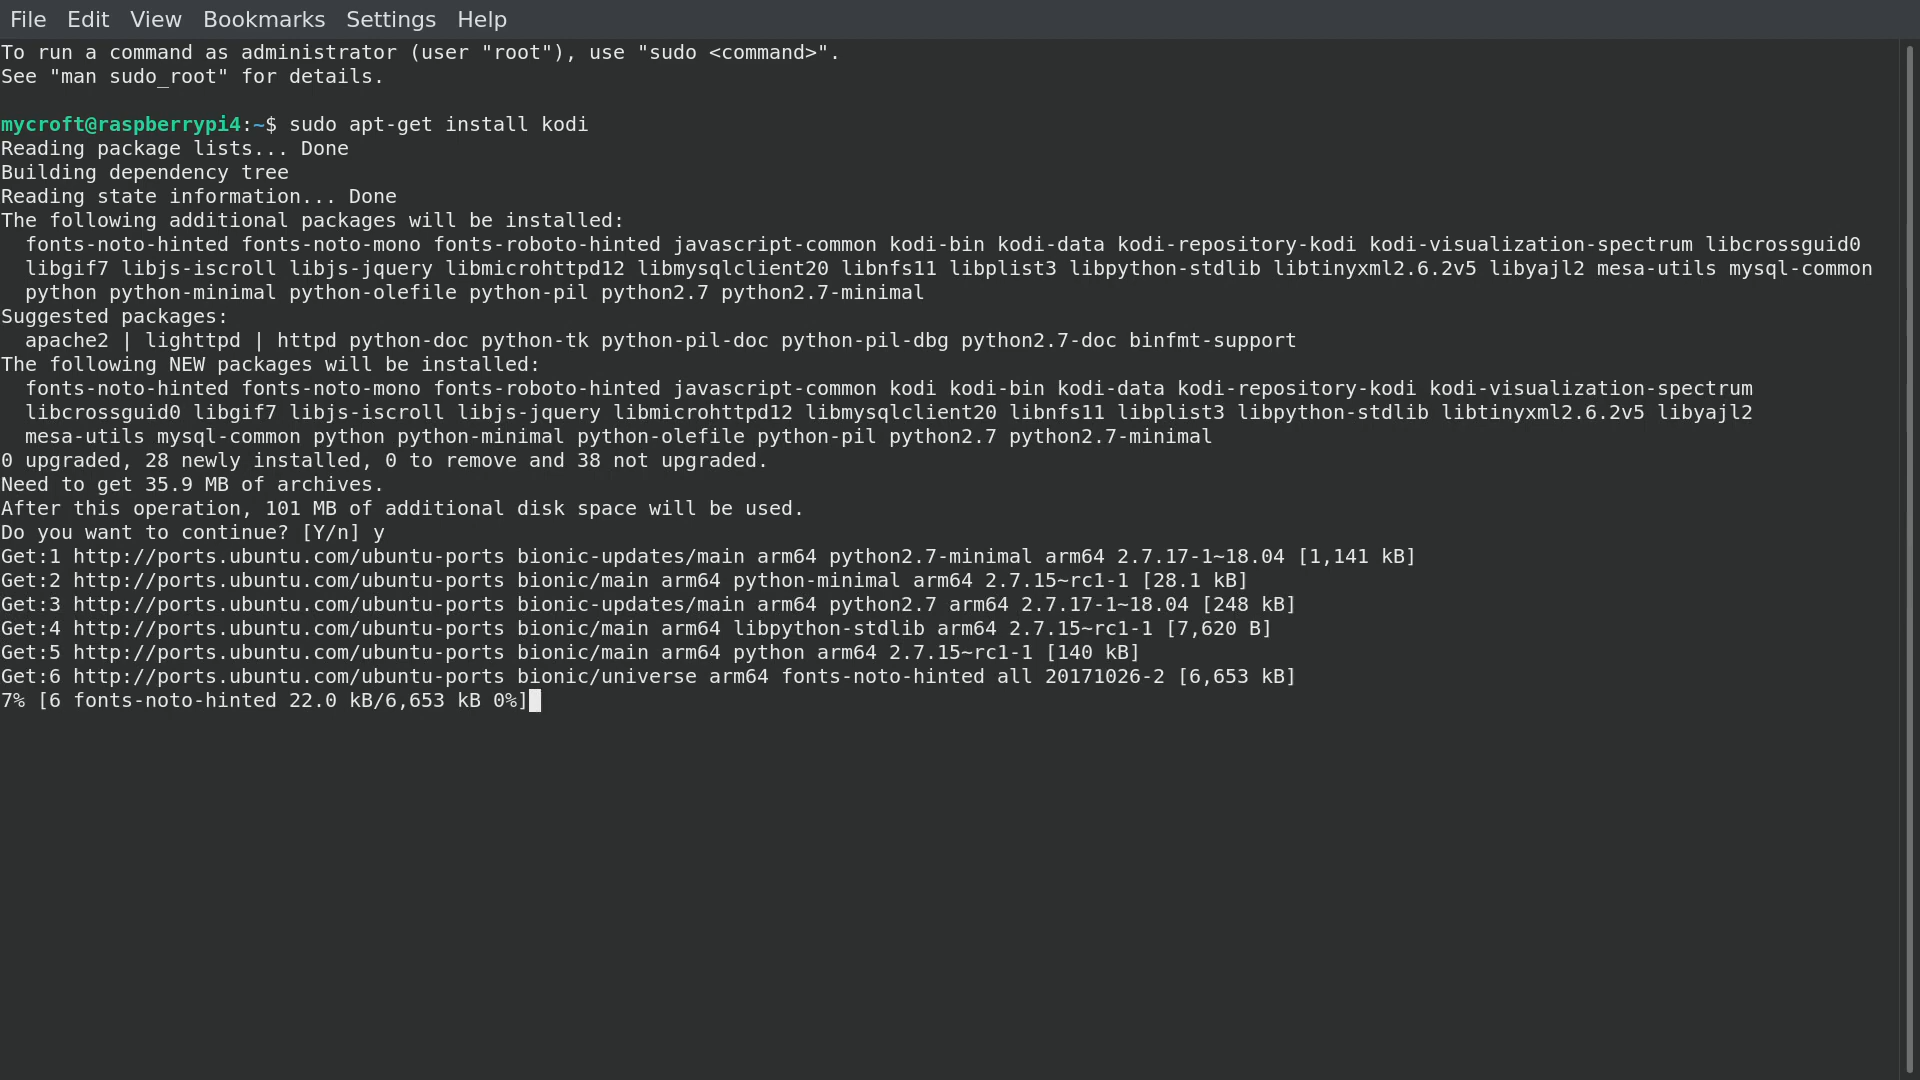 File Edit View Bookmarks Settings Help
To run a command as administrator (user "root"), use "sudo <command>".
See "man sudo_root" for details.
mycroft@raspberrypi4:~$ sudo apt-get install kodi
Reading package lists... Done
Building dependency tree
Reading state information... Done
The following additional packages will be installed:
  fonts-noto-hinted fonts-noto-mono fonts-roboto-hinted javascript-common kodi-bin kodi-data kodi-repository-kodi kodi-visualization-spectrum libcrossguid0
  libgif7 libjs-iscroll libjs-jquery libmicrohttpd12 libmysqlclient20 libnfs11 libplist3 libpython-stdlib libtinyxml2.6.2v5 libyajl2 mesa-utils mysql-common
  python python-minimal python-olefile python-pil python2.7 python2.7-minimal
Suggested packages:
  apache2 | lighttpd | httpd python-doc python-tk python-pil-doc python-pil-dbg python2.7-doc binfmt-support
The following NEW packages will be installed:
  fonts-noto-hinted fonts-noto-mono fonts-roboto-hinted javascript-common kodi kodi-bin kodi-data kodi-repository-kodi kodi-visualization-spectrum
  libcrossguid0 libgif7 libjs-iscroll libjs-jquery libmicrohttpd12 libmysqlclient20 libnfs11 libplist3 libpython-stdlib libtinyxml2.6.2v5 libyajl2
  mesa-utils mysql-common python python-minimal python-olefile python-pil python2.7 python2.7-minimal
0 upgraded, 28 newly installed, 0 to remove and 38 not upgraded.
Need to get 35.9 MB of archives.
After this operation, 101 MB of additional disk space will be used.
Do you want to continue? [Y/n] y
Get:1 http://ports.ubuntu.com/ubuntu-ports bionic-updates/main arm64 python2.7-minimal arm64 2.7.17-1~18.04 [1,141 kB]
Get:2 http://ports.ubuntu.com/ubuntu-ports bionic/main arm64 python-minimal arm64 2.7.15~rc1-1 [28.1 kB]
Get:3 http://ports.ubuntu.com/ubuntu-ports bionic-updates/main arm64 python2.7 arm64 2.7.17-1~18.04 [248 kB]
Get:4 http://ports.ubuntu.com/ubuntu-ports bionic/main arm64 libpython-stdlib arm64 2.7.15~rc1-1 [7,620 B]
Get:5 http://ports.ubuntu.com/ubuntu-ports bionic/main arm64 python arm64 2.7.15~rc1-1 [140 kB]
Get:6 http://ports.ubuntu.com/ubuntu-ports bionic/universe arm64 fonts-noto-hinted all 20171026-2 [6,653 kB]
7% [6 fonts-noto-hinted 22.0 kB/6,653 kB 0%]